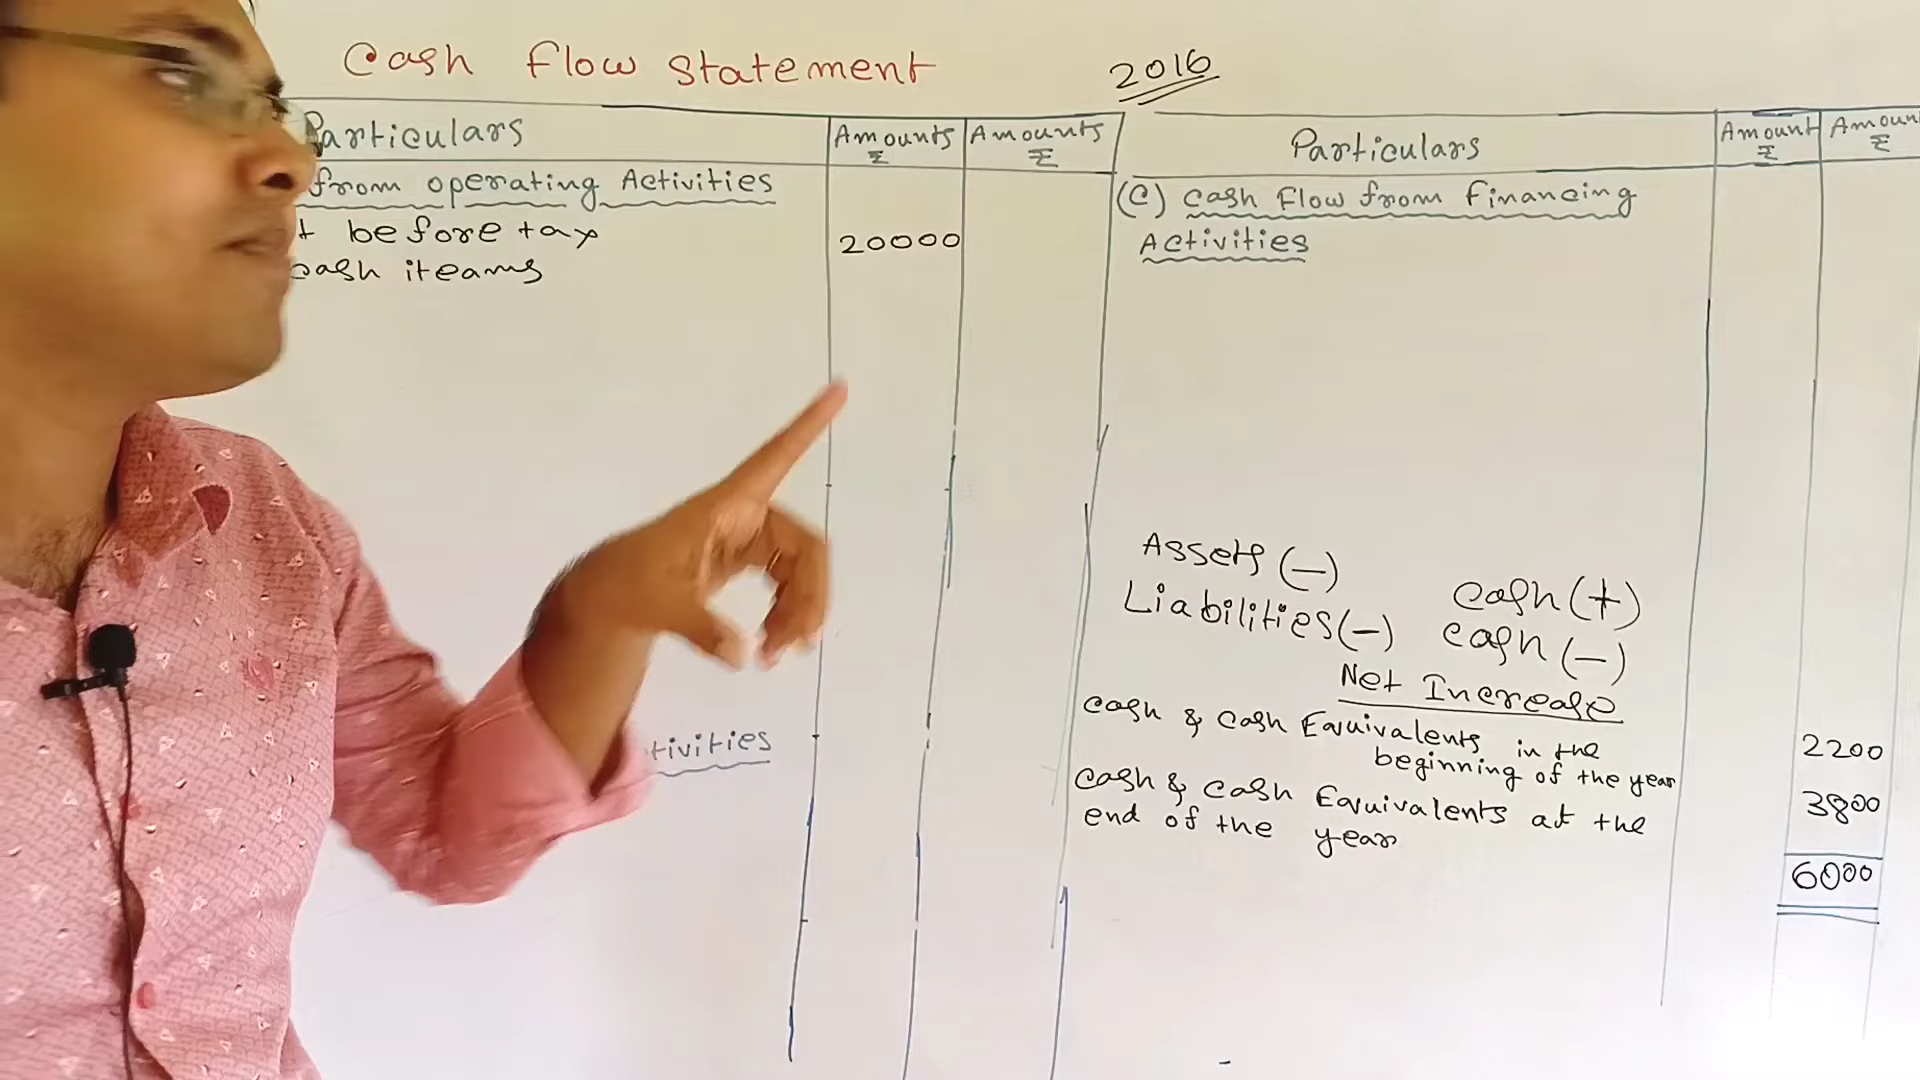 Cash Flow Statement 2016
Particulars Amounts ₹ Amounts ₹
from operating Activities
t before tax 20000
cash iteams
tivities
Particulars Amount ₹ Amoun ₹
(C) Cash Flow from Financing
Activities
Assets (-) cash (+)
Liabilities (-) cash (-)
Net Increase
cash & cash Equivalents in the
beginning of the year 2200
cash & cash Equivalents at the
end of the year 3800
6000